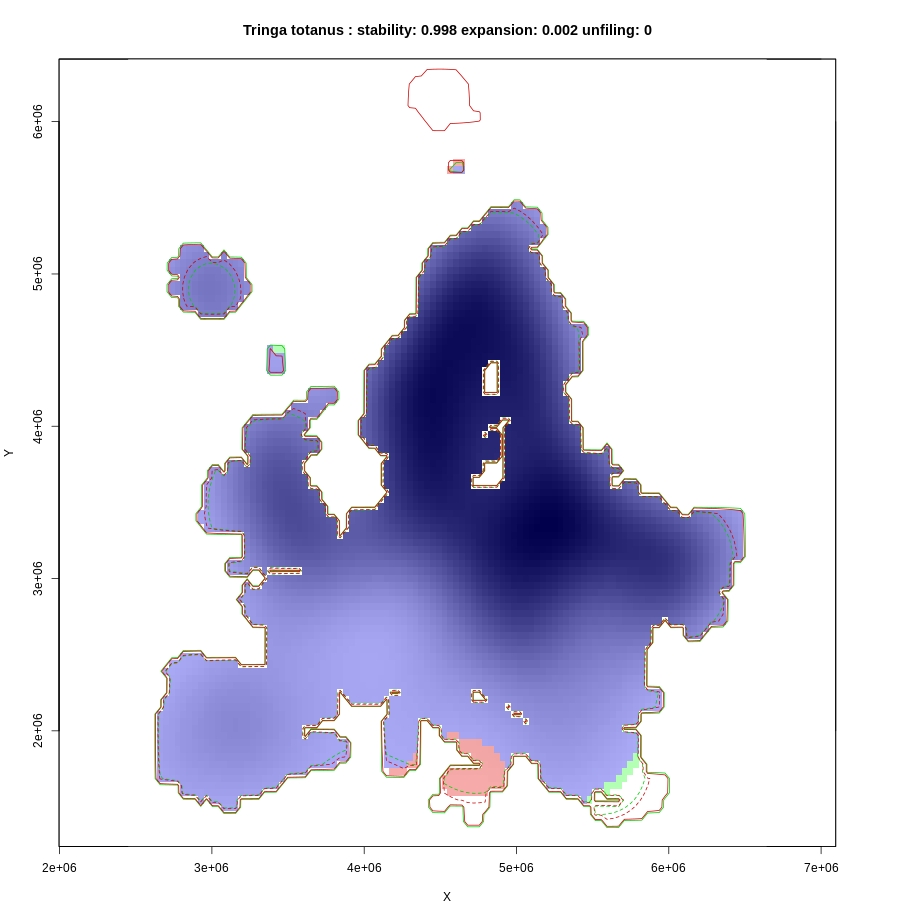 Tringa totanus : stability: 0.998 expansion: 0.002 unfiling: 0
6e+06
5e+06
4e+06
3e+06
2e+06
Y
2e+06 3e+06 4e+06 5e+06 6e+06 7e+06
X